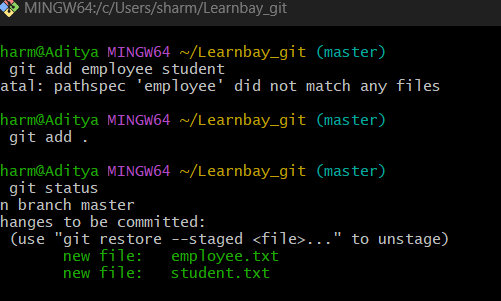 MINGW64:/c/Users/sharm/Learnbay_git
harm@Aditya MINGW64 ~/Learnbay_git (master)
git add employee student
atal: pathspec 'employee' did not match any files
harm@Aditya MINGW64 ~/Learnbay_git (master)
git add .
harm@Aditya MINGW64 ~/Learnbay_git (master)
git status
n branch master
hanges to be committed:
(use "git restore --staged <file>..." to unstage)
new file:   employee.txt
new file:   student.txt